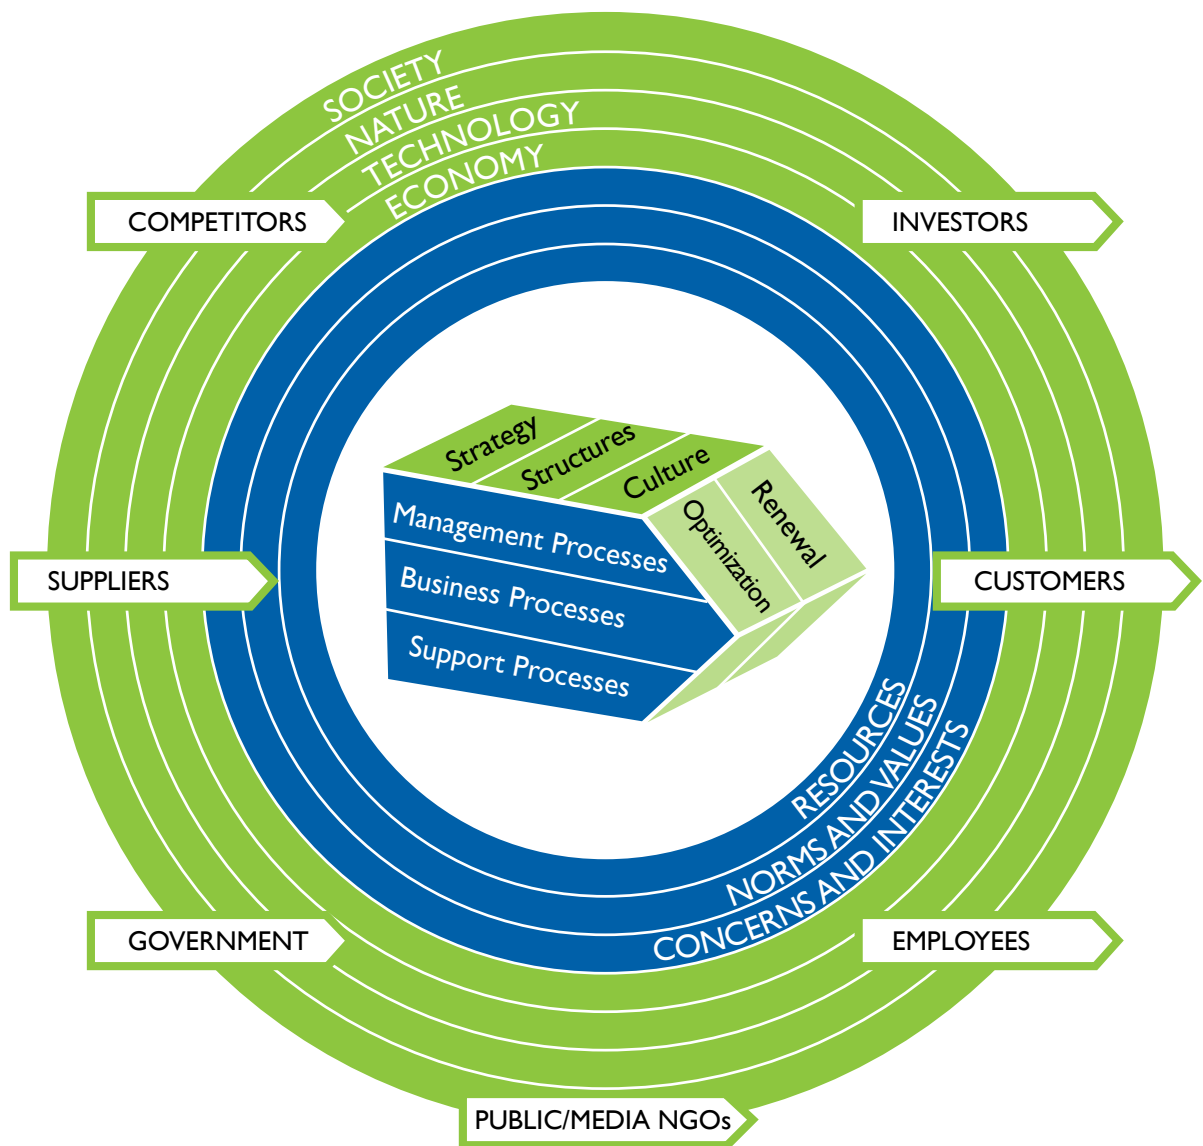 SOCIETY
NATURE
TECHNOLOGY
ECONOMY
COMPETITORS
INVESTORS
Strategy
Structures
Culture
Renewal
Optimization
Management Processes
Business Processes
Support Processes
SUPPLIERS
CUSTOMERS
RESOURCES
NORMS AND VALUES
CONCERNS AND INTERESTS
GOVERNMENT
EMPLOYEES
PUBLIC/MEDIA NGOs